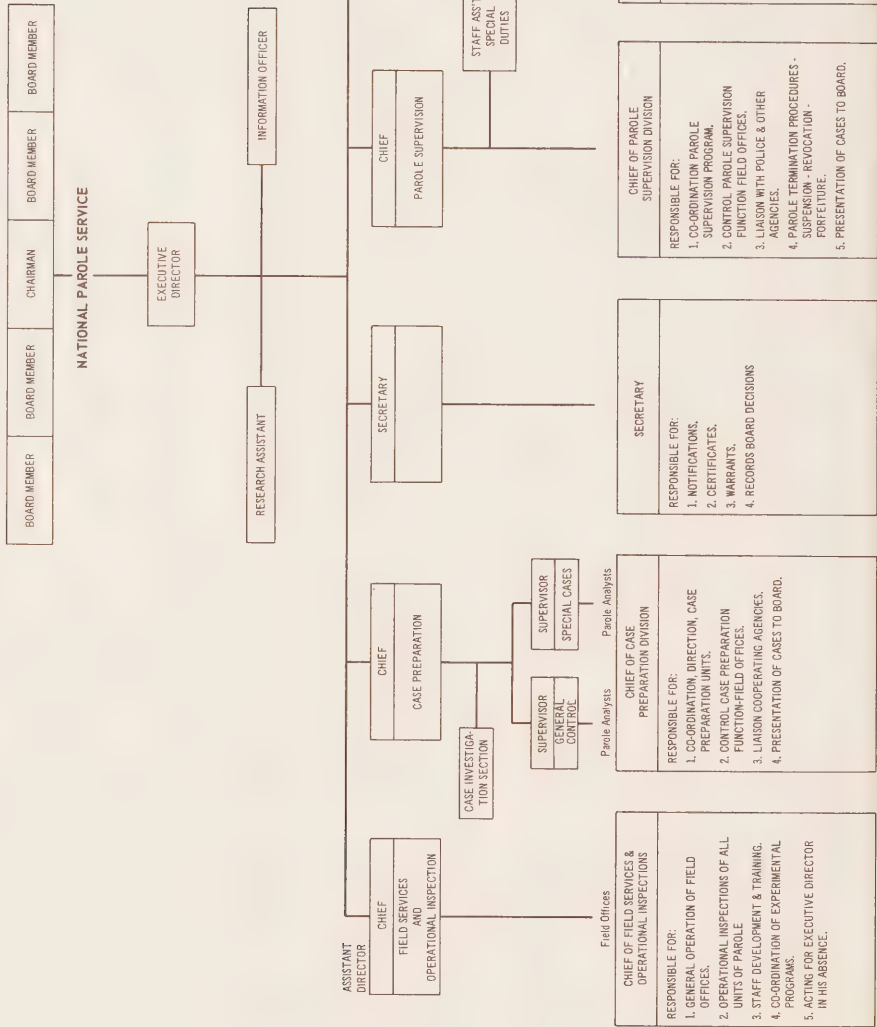 BOARD MEMBER
BOARD MEMBER
CHAIRMAN
BOARD MEMBER
BOARD MEMBER
NATIONAL PAROLE SERVICE
EXECUTIVE
DIRECTOR
RESEARCH ASSISTANT
INFORMATION OFFICER
ASSISTANT
DIRECTOR
CHIEF
FIELD SERVICES
AND
OPERATIONAL INSPECTION
CHIEF
CASE PREPARATION
SECRETARY
CHIEF
PAROLE SUPERVISION
CASE INVESTIGA-
TION SECTION
SUPERVISOR
GENERAL
CONTROL
SUPERVISOR
SPECIAL CASES
STAFF ASS'T
SPECIAL
DUTIES
Field Offices
Parole Analysts
Parole Analysts
CHIEF OF FIELD SERVICES &
OPERATIONAL INSPECTIONS
RESPONSIBLE FOR:
1. GENERAL OPERATION OF FIELD
OFFICES.
2. OPERATIONAL INSPECTIONS OF ALL
UNITS OF PAROLE
3. STAFF DEVELOPMENT & TRAINING.
4. CO-ORDINATION OF EXPERIMENTAL
PROGRAMS.
5. ACTING FOR EXECUTIVE DIRECTOR
IN HIS ABSENCE.
CHIEF OF CASE
PREPARATION DIVISION
RESPONSIBLE FOR:
1. CO-ORDINATION, DIRECTION, CASE
PREPARATION UNITS.
2. CONTROL CASE PREPARATION
FUNCTION-FIELD OFFICES.
3. LIAISON COOPERATING AGENCIES.
4. PRESENTATION OF CASES TO BOARD.
SECRETARY
RESPONSIBLE FOR:
1. NOTIFICATIONS.
2. CERTIFICATES.
3. WARRANTS.
4. RECORDS BOARD DECISIONS
CHIEF OF PAROLE
SUPERVISION DIVISION
RESPONSIBLE FOR:
1. CO-ORDINATION PAROLE
SUPERVISION PROGRAM.
2. CONTROL PAROLE SUPERVISION
FUNCTION FIELD OFFICES.
3. LIAISON WITH POLICE & OTHER
AGENCIES.
4. PAROLE TERMINATION PROCEDURES -
SUSPENSION - REVOCATION -
FORFEITURE.
5. PRESENTATION OF CASES TO BOARD.